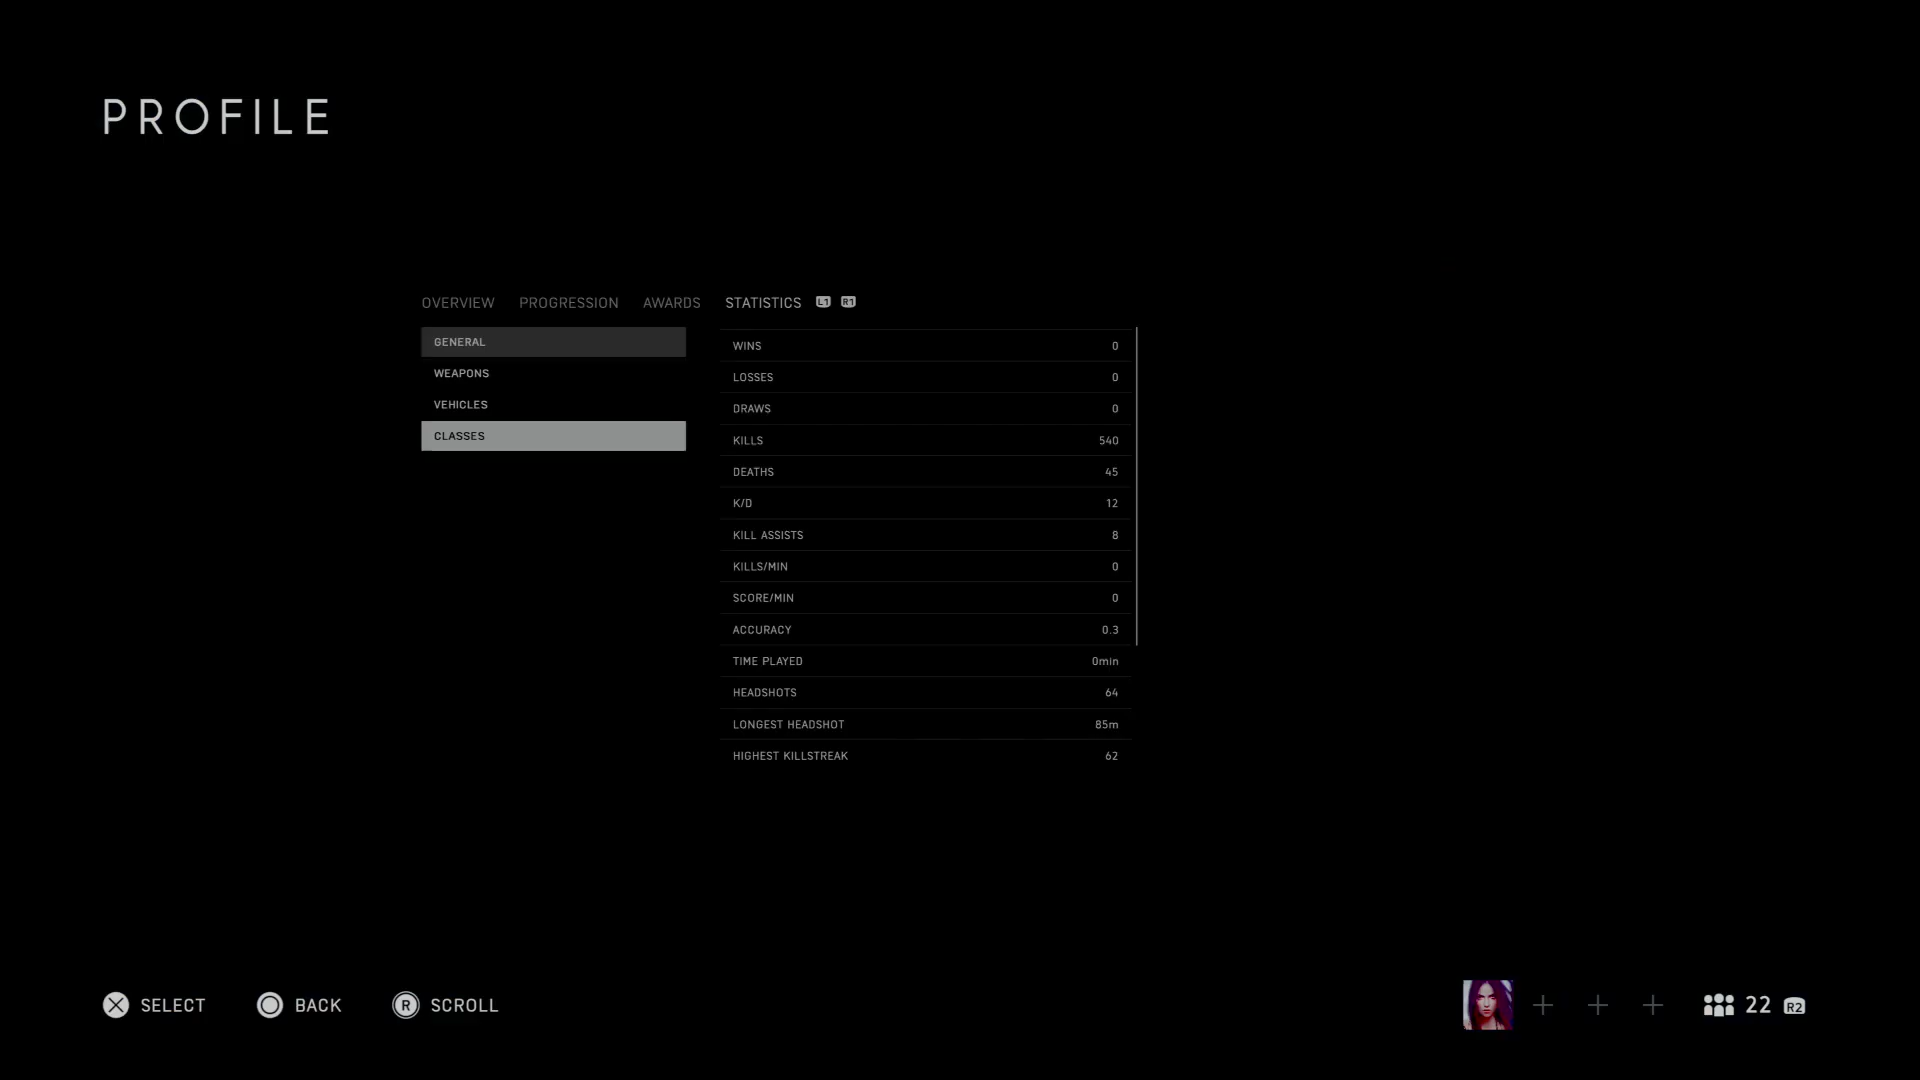 PROFILE
OVERVIEW PROGRESSION AWARDS STATISTICS L1 R1
GENERAL
WEAPONS
VEHICLES
CLASSES
WINS 0
LOSSES 0
DRAWS 0
KILLS 540
DEATHS 45
K/D 12
KILL ASSISTS 8
KILLS/MIN 0
SCORE/MIN 0
ACCURACY 0.3
TIME PLAYED 0min
HEADSHOTS 64
LONGEST HEADSHOT 85m
HIGHEST KILLSTREAK 62
SELECT BACK R SCROLL 22 R2